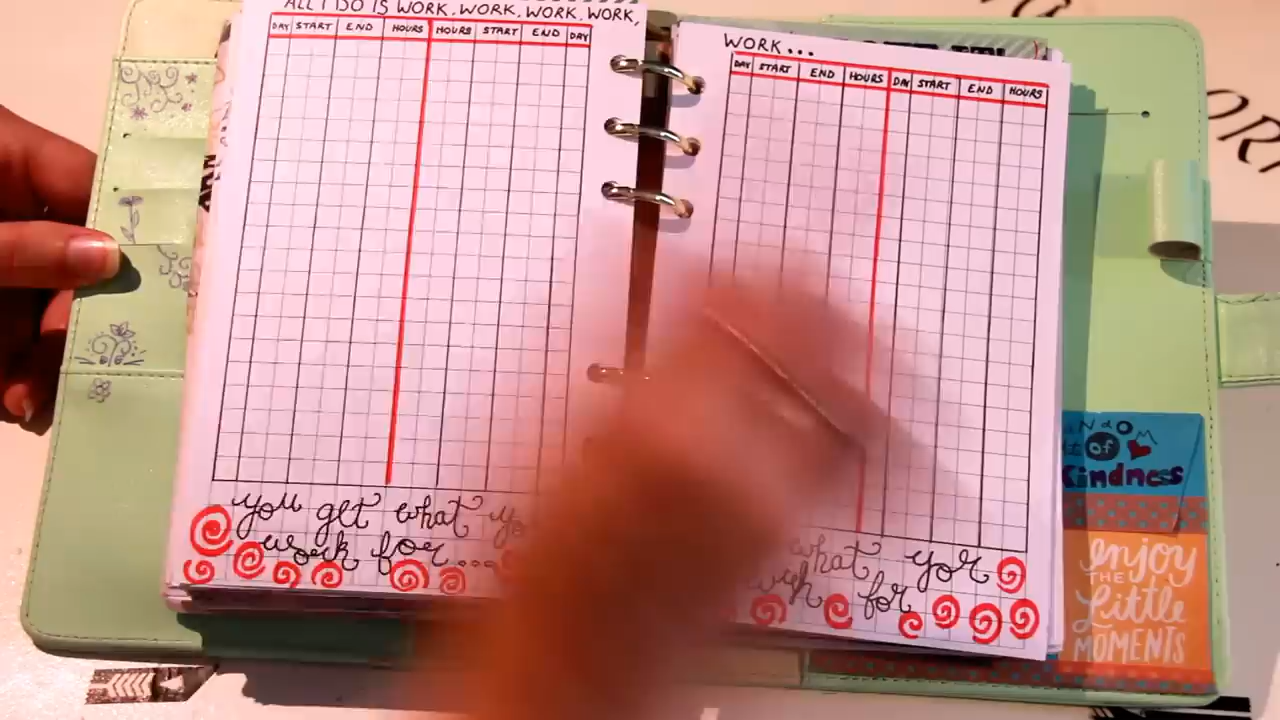 ALL I DO IS WORK, WORK, WORK, WORK,
DAY START END HOURS HOURS START END DAY
you get what yo
work for...
WORK...
DAY START END HOURS DAY START END HOURS
what you
wish for
of
Kindness
enjoy
THE
Little
MOMENTS